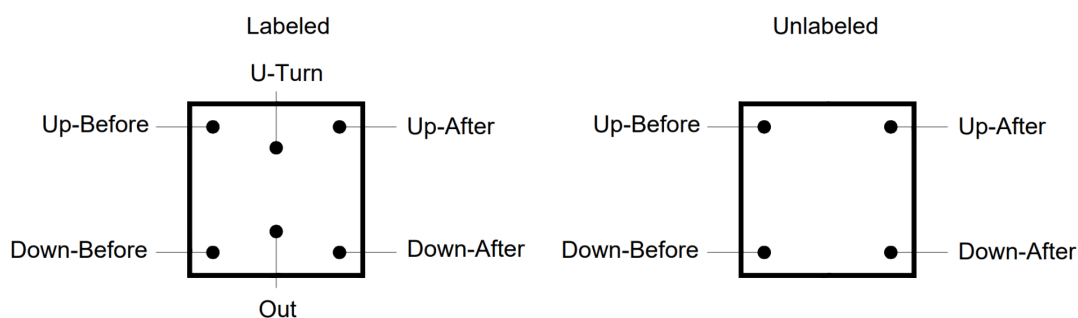 Labeled
U-Turn
Up-Before
Up-After
Down-Before
Down-After
Out
Unlabeled
Up-Before
Up-After
Down-Before
Down-After